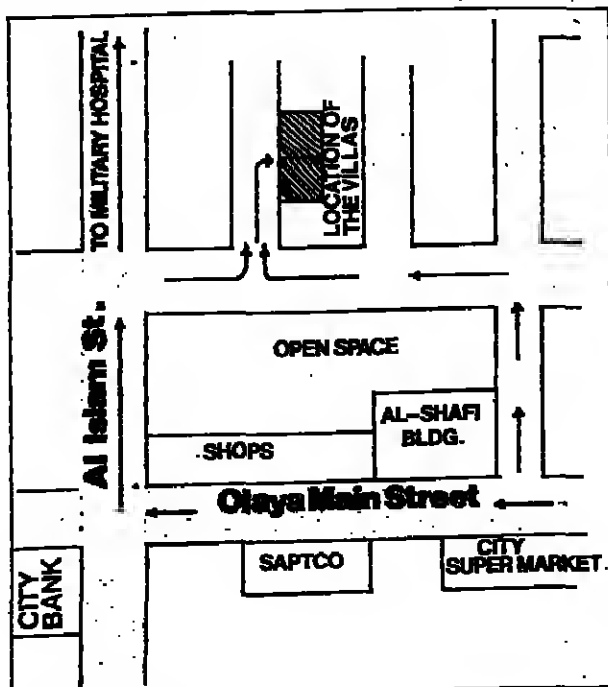 TO MILITARY HOSPITAL
LOCATION OF
THE VILLAS
Al Islam St.
OPEN SPACE
AL-SHAFI
BLDG.
SHOPS
Olaya Main Street
SAPTCO
CITY
SUPER MARKET.
CITY
BANK